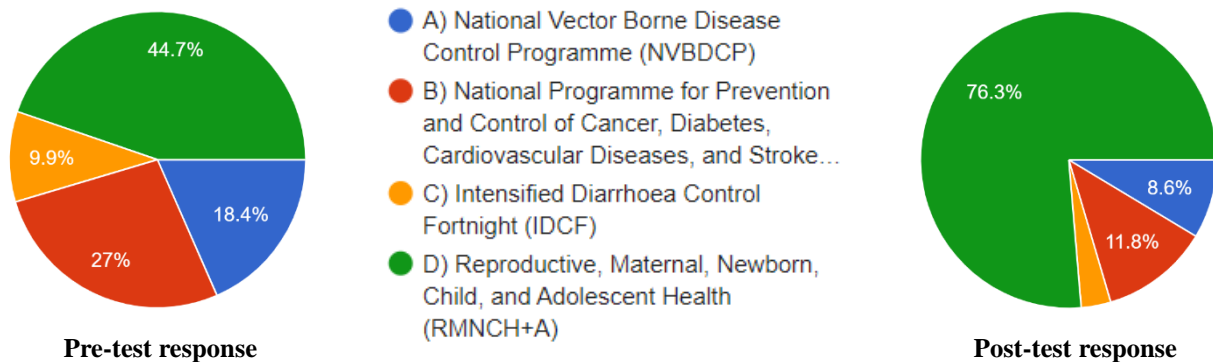 44.7%
9.9%
18.4%
27%
Pre-test response
A) National Vector Borne Disease
Control Programme (NVBDCP)
B) National Programme for Prevention
and Control of Cancer, Diabetes,
Cardiovascular Diseases, and Stroke...
C) Intensified Diarrhoea Control
Fortnight (IDCF)
D) Reproductive, Maternal, Newborn,
Child, and Adolescent Health
(RMNCH+A)
76.3%
8.6%
11.8%
Post-test response